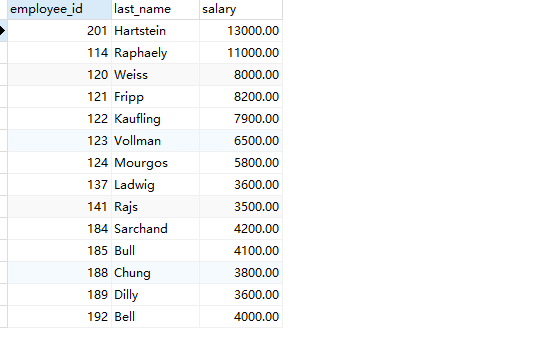 employee_id last_name salary
201 Hartstein 13000.00
114 Raphaely 11000.00
120 Weiss 8000.00
121 Fripp 8200.00
122 Kaufling 7900.00
123 Vollman 6500.00
124 Mourgos 5800.00
137 Ladwig 3600.00
141 Rajs 3500.00
184 Sarchand 4200.00
185 Bull 4100.00
188 Chung 3800.00
189 Dilly 3600.00
192 Bell 4000.00